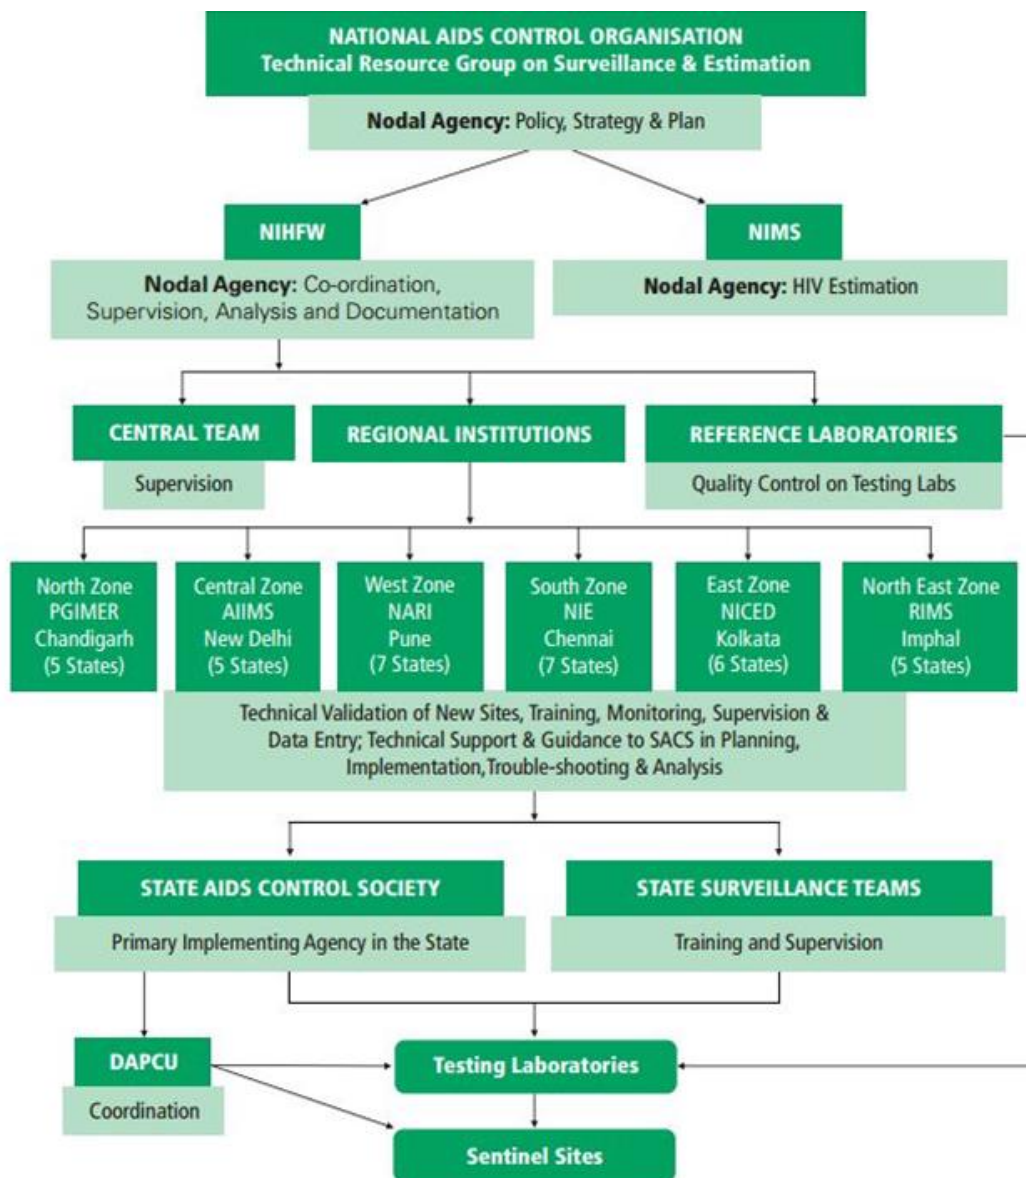 NATIONAL AIDS CONTROL ORGANISATION
Technical Resource Group on Surveillance & Estimation
Nodal Agency: Policy, Strategy & Plan
NIHFW
Nodal Agency: Co-ordination,
Supervision, Analysis and Documentation
NIMS
Nodal Agency: HIV Estimation
CENTRAL TEAM
Supervision
REGIONAL INSTITUTIONS
REFERENCE LABORATORIES
Quality Control on Testing Labs
North Zone
PGIMER
Chandigarh
(5 States)
Central Zone
AIIMS
New Delhi
(5 States)
West Zone
NARI
Pune
(7 States)
South Zone
NIE
Chennai
(7 States)
East Zone
NICED
Kolkata
(6 States)
North East Zone
RIMS
Imphal
(5 States)
Technical Validation of New Sites, Training, Monitoring, Supervision &
Data Entry; Technical Support & Guidance to SACS in Planning,
Implementation,Trouble-shooting & Analysis
STATE AIDS CONTROL SOCIETY
Primary Implementing Agency in the State
STATE SURVEILLANCE TEAMS
Training and Supervision
DAPCU
Coordination
Testing Laboratories
Sentinel Sites